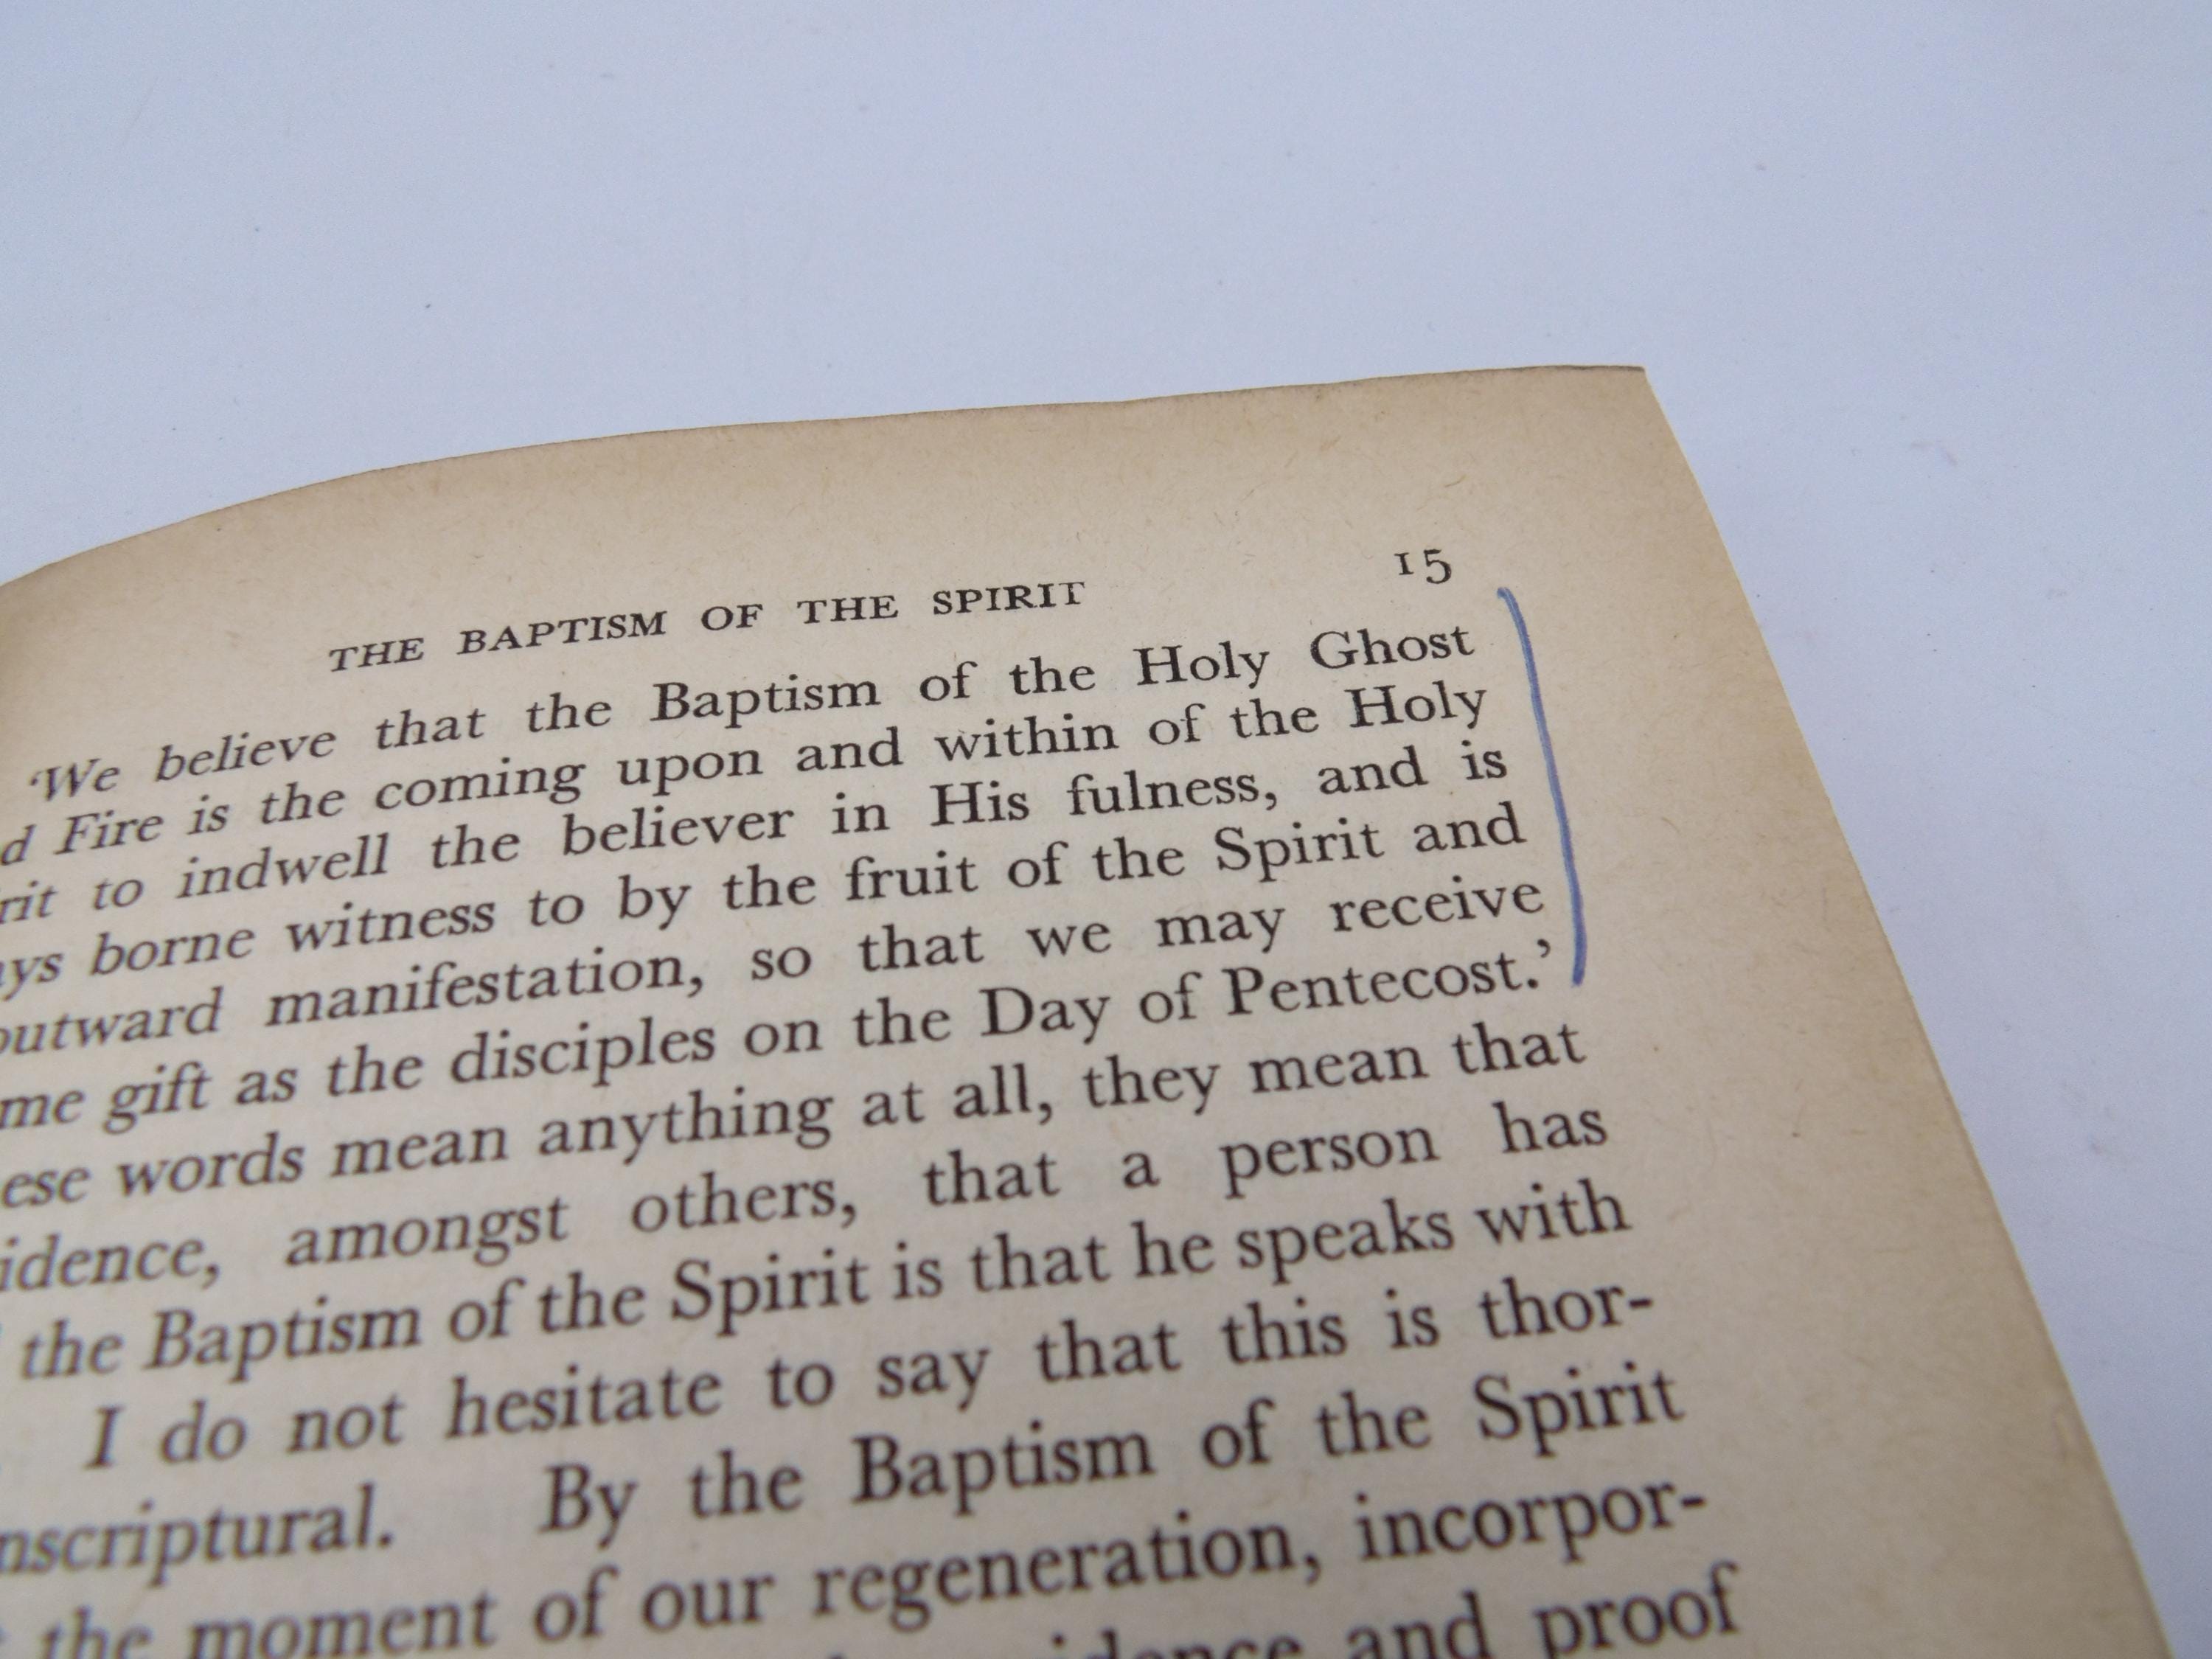 THE BAPTISM OF THE SPIRIT 15
'We believe that the Baptism of the Holy Ghost
d Fire is the coming upon and within of the Holy
rit to indwell the believer in His fulness, and is
ays borne witness to by the fruit of the Spirit and
outward manifestation, so that we may receive
me gift as the disciples on the Day of Pentecost.'
ese words mean anything at all, they mean that
idence, amongst others, that a person has
the Baptism of the Spirit is that he speaks with
I do not hesitate to say that this is thor-
nscriptural. By the Baptism of the Spirit
the moment of our regeneration, incorpor-
idence and proof